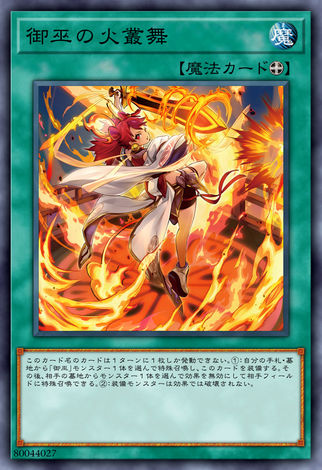 御巫の火叢舞
魔
【魔法カード】
このカード名のカードは１ターンに１枚しか発動できない。①：自分の手札・墓
地から「御巫」モンスター１体を選んで特殊召喚し、このカードを装備する。そ
の後、相手の墓地からモンスター１体を選んで効果を無効にして相手フィール
ドに特殊召喚できる。②：装備モンスターは効果では破壊されない。
80044027